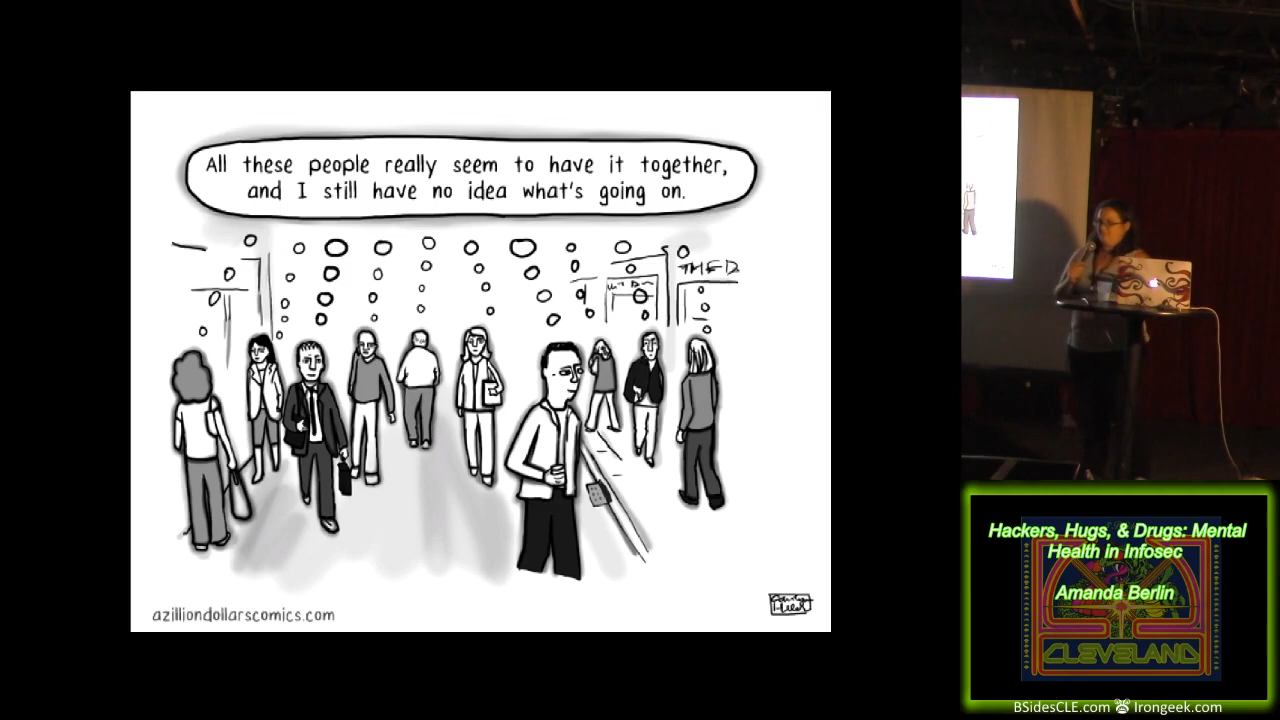 All these people really seem to have it together,
and I still have no idea what's going on.
azilliondollarscomics.com
Hackers, Hugs, & Drugs: Mental
Health in Infosec
Amanda Berlin
CLEVELAND
BSidesCLE.com Irongeek.com